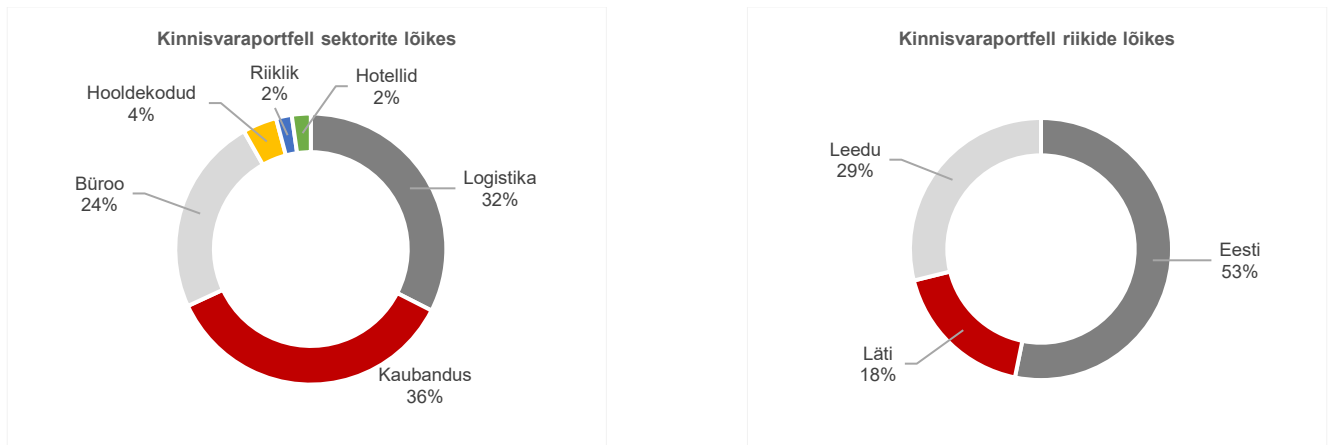 Kinnisvaraportfell sektorite lõikes
Riiklik
2%
Hotellid
2%
Hooldekodud
4%
Büroo
24%
Logistika
32%
Kaubandus
36%
Kinnisvaraportfell riikide lõikes
Leedu
29%
Eesti
53%
Läti
18%